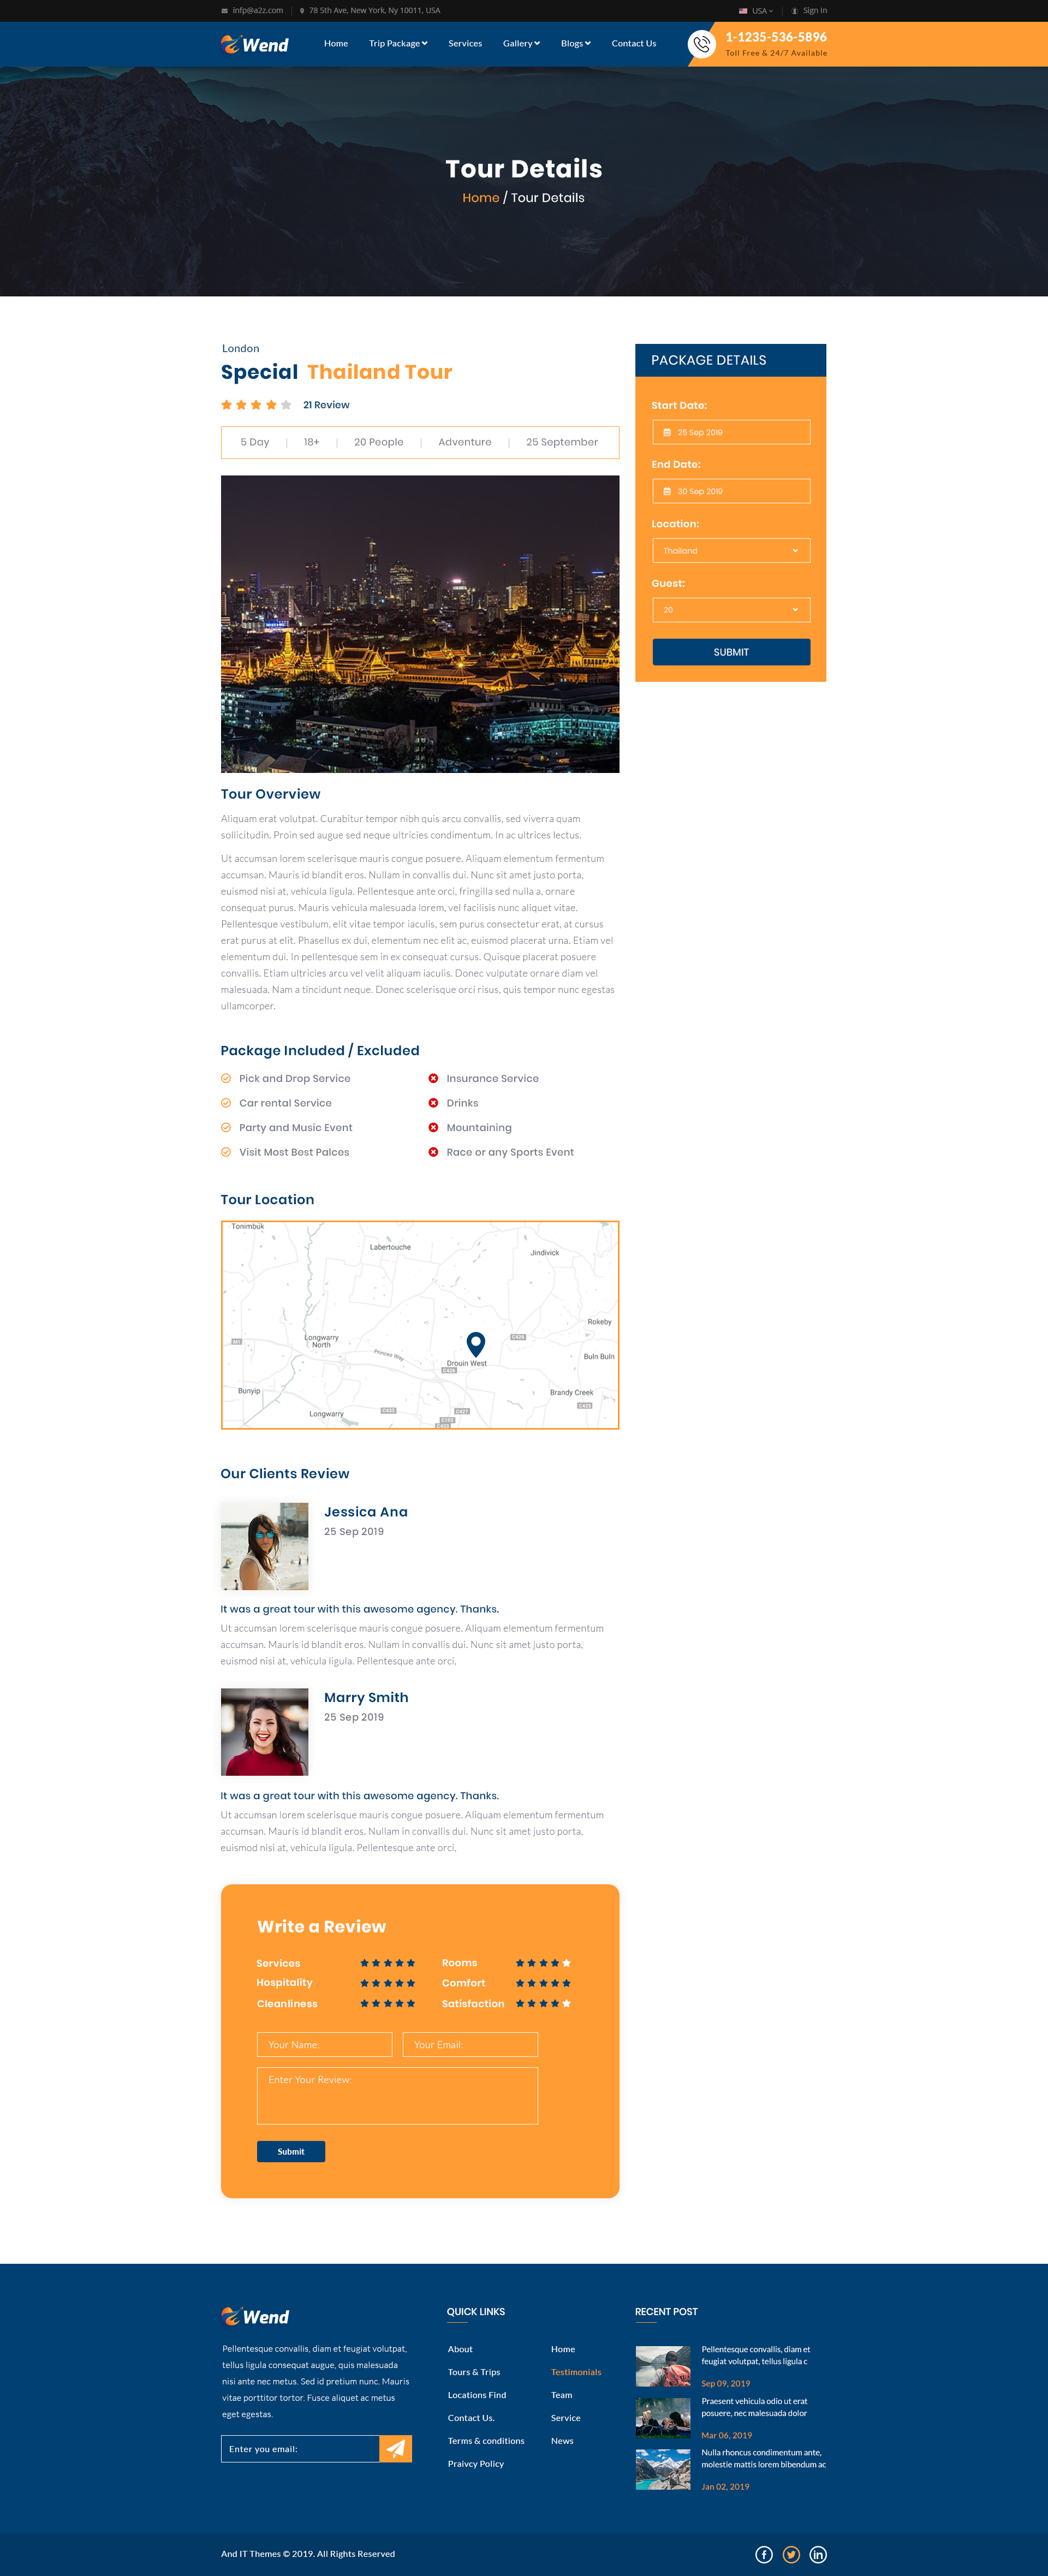 infp@a2z.com
78 5th Ave, New York, Ny 10011, USA
USA
Sign In
Wend
Home
Trip Package
Services
Gallery
Blogs
Contact Us
1-1235-536-5896
Toll Free & 24/7 Available
Tour Details
Home / Tour Details
London
Special Thailand Tour
21 Review
5 Day | 18+ | 20 People | Adventure | 25 September
Tour Overview
Aliquam erat volutpat. Curabitur tempor nibh quis arcu convallis, sed viverra quam
sollicitudin. Proin sed augue sed neque ultricies condimentum. In ac ultrices lectus.
Ut accumsan lorem scelerisque mauris congue posuere. Aliquam elementum fermentum
accumsan. Mauris id blandit eros. Nullam in convallis dui. Nunc sit amet justo porta,
euismod nisi at, vehicula ligula. Pellentesque ante orci, fringilla sed nulla a, ornare
consequat purus. Mauris vehicula malesuada lorem, vel facilisis nunc aliquet vitae.
Pellentesque vestibulum, elit vitae tempor iaculis, sem purus consectetur erat, at cursus
erat purus at elit. Phasellus ex dui, elementum nec elit ac, euismod placerat urna. Etiam vel
elementum dui. In pellentesque sem in ex consequat cursus. Quisque placerat posuere
convallis. Etiam ultricies arcu vel velit aliquam iaculis. Donec vulputate ornare diam vel
malesuada. Nam a tincidunt neque. Donec scelerisque orci risus, quis tempor nunc egestas
ullamcorper.
Package Included / Excluded
Pick and Drop Service
Car rental Service
Party and Music Event
Visit Most Best Palces
Insurance Service
Drinks
Mountaining
Race or any Sports Event
Tour Location
Tonimbuk
Labertouche
Jindivick
Rokeby
M1
Longwarry
North
C426
Princes Way
Drouin West
Buln Buln
C426
Bunyip
Brandy Creek
C425
C435
C427
Longwarry
Our Clients Review
Jessica Ana
25 Sep 2019
It was a great tour with this awesome agency. Thanks.
Ut accumsan lorem scelerisque mauris congue posuere. Aliquam elementum fermentum
accumsan. Mauris id blandit eros. Nullam in convallis dui. Nunc sit amet justo porta,
euismod nisi at, vehicula ligula. Pellentesque ante orci,
Marry Smith
25 Sep 2019
It was a great tour with this awesome agency. Thanks.
Ut accumsan lorem scelerisque mauris congue posuere. Aliquam elementum fermentum
accumsan. Mauris id blandit eros. Nullam in convallis dui. Nunc sit amet justo porta,
euismod nisi at, vehicula ligula. Pellentesque ante orci,
Write a Review
Services
Hospitality
Cleanliness
Rooms
Comfort
Satisfaction
Your Name:
Your Email:
Enter Your Review:
Submit
PACKAGE DETAILS
Start Date:
25 Sep 2019
End Date:
30 Sep 2019
Location:
Thailand
Guest:
20
SUBMIT
Wend
Pellentesque convallis, diam et feugiat volutpat,
tellus ligula consequat augue, quis malesuada
nisi ante nec metus. Sed id pretium nunc. Mauris
vitae porttitor tortor. Fusce aliquet ac metus
eget egestas.
Enter you email:
QUICK LINKS
About
Tours & Trips
Locations Find
Contact Us.
Terms & conditions
Praivcy Policy
Home
Testimonials
Team
Service
News
RECENT POST
Pellentesque convallis, diam et
feugiat volutpat, tellus ligula c
Sep 09, 2019
Praesent vehicula odio ut erat
posuere, nec malesuada dolor
Mar 06, 2019
Nulla rhoncus condimentum ante,
molestie mattis lorem bibendum ac
Jan 02, 2019
And IT Themes © 2019. All Rights Reserved